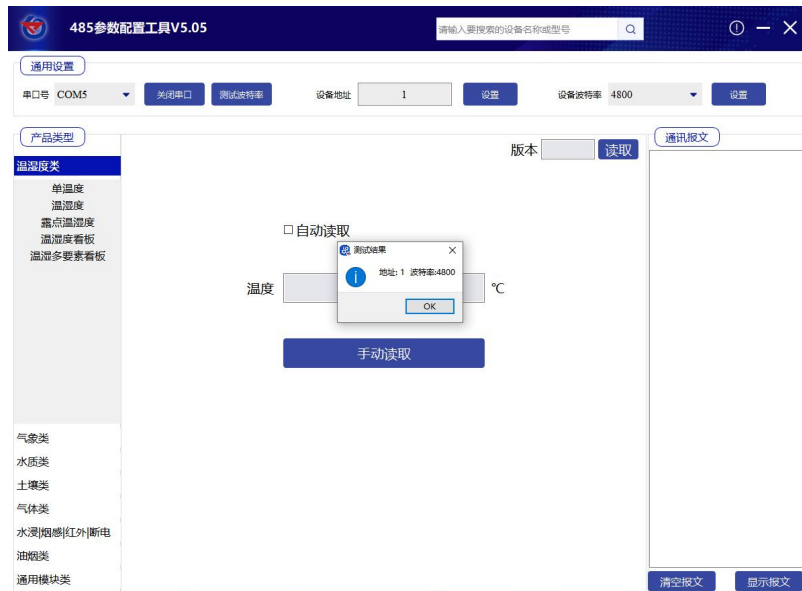 485参数配置工具V5.05
请输入要搜索的设备名称或型号
通用设置
串口号 COM5 关闭串口 测试波特率 设备地址 1 设置 设备波特率 4800 设置
产品类型
温湿度类
单温度
温湿度
露点温湿度
温湿度看板
温湿多要素看板
气象类
水质类
土壤类
气体类
水浸|烟感|红外|断电
油烟类
通用模块类
版本 读取
自动读取
测试结果
地址: 1 波特率:4800
OK
温度 ℃
手动读取
通讯报文
清空报文 显示报文